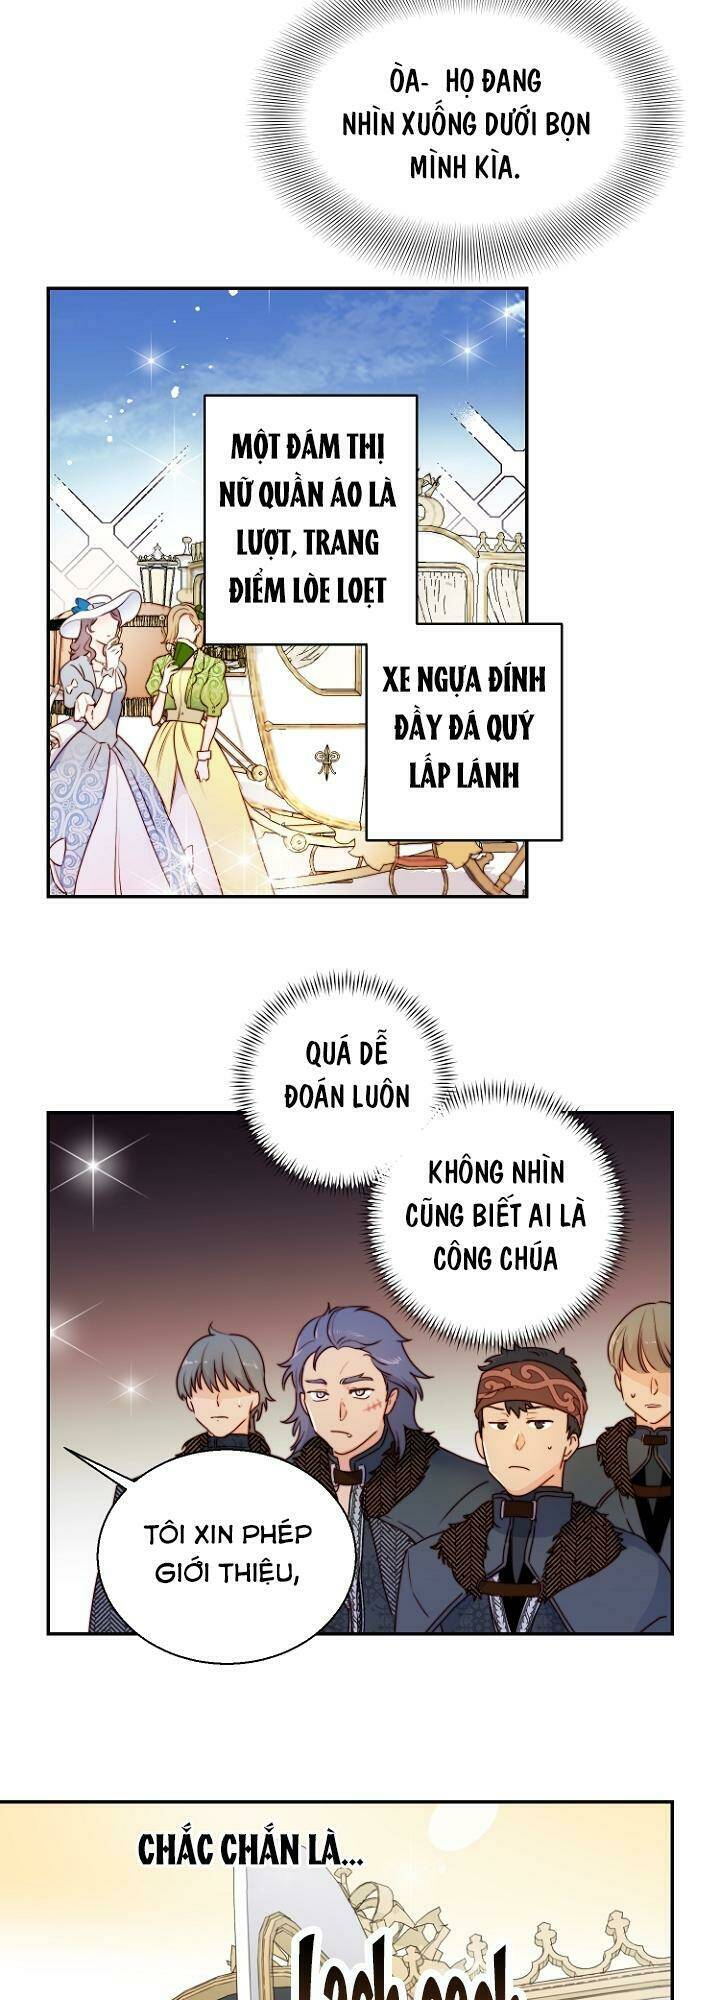 ÒA- HỌ ĐANG
NHÌN XUỐNG DƯỚI BỌN
MÌNH KÌA.
MỘT ĐÁM THỊ
NỮ QUẦN ÁO LÀ
LƯỢT, TRANG
ĐIỂM LÒE LOẸT
XE NGỰA ĐÍNH
ĐẦY ĐÁ QUÝ
LẤP LÁNH
QUÁ DỄ
ĐOÁN LUÔN
KHÔNG NHÌN
CŨNG BIẾT AI LÀ
CÔNG CHÚA
TÔI XIN PHÉP
GIỚI THIỆU,
CHẮC CHẮN LÀ...